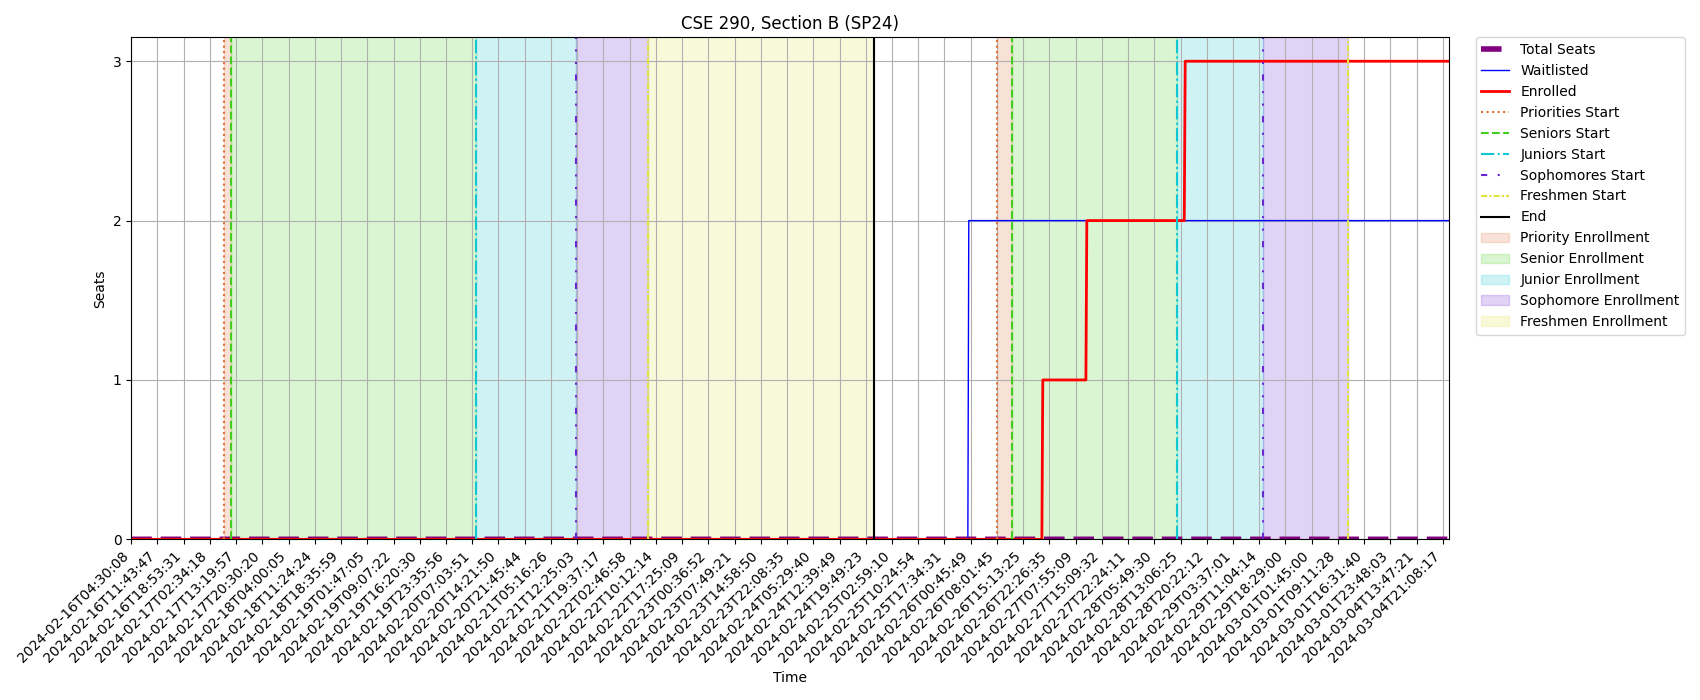 CSE 290, Section B (SP24)
Seats
3
2
1
0
2024-02-16T04:30:08
2024-02-16T11:43:47
2024-02-16T18:53:31
2024-02-17T02:34:18
2024-02-17T13:19:57
2024-02-17T20:30:20
2024-02-18T04:00:05
2024-02-18T11:24:24
2024-02-18T18:35:59
2024-02-19T01:47:05
2024-02-19T09:07:22
2024-02-19T16:20:30
2024-02-19T23:35:56
2024-02-20T07:03:51
2024-02-20T14:21:50
2024-02-20T21:45:44
2024-02-21T05:16:26
2024-02-21T12:25:03
2024-02-21T19:37:17
2024-02-22T02:46:58
2024-02-22T10:12:14
2024-02-22T17:25:09
2024-02-23T00:36:52
2024-02-23T07:49:21
2024-02-23T14:58:50
2024-02-23T22:08:35
2024-02-24T05:29:40
2024-02-24T12:39:49
2024-02-24T19:49:23
2024-02-25T02:59:10
2024-02-25T10:24:54
2024-02-25T17:34:31
2024-02-26T00:45:49
2024-02-26T08:01:45
2024-02-26T15:13:25
2024-02-26T22:26:35
2024-02-27T07:55:09
2024-02-27T15:09:32
2024-02-27T22:24:11
2024-02-28T05:49:30
2024-02-28T13:06:25
2024-02-28T20:22:12
2024-02-29T03:37:01
2024-02-29T11:04:14
2024-02-29T18:29:00
2024-03-01T01:45:00
2024-03-01T09:11:28
2024-03-01T16:31:40
2024-03-01T23:48:03
2024-03-04T13:47:21
2024-03-04T21:08:17
Time
Total Seats
Waitlisted
Enrolled
Priorities Start
Seniors Start
Juniors Start
Sophomores Start
Freshmen Start
End
Priority Enrollment
Senior Enrollment
Junior Enrollment
Sophomore Enrollment
Freshmen Enrollment